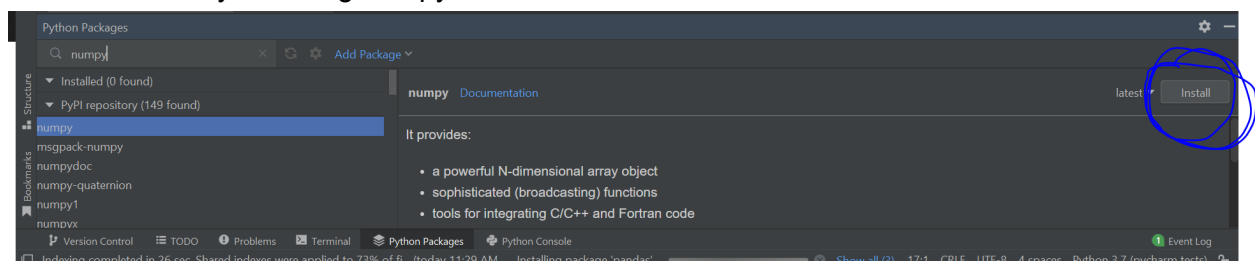 Python Packages
numpy
Add Package
Installed (0 found)
PyPI repository (149 found)
numpy
msgpack-numpy
numpydoc
numpy-quaternion
numpy1
numpyx
numpy Documentation
latest
Install
It provides:
• a powerful N-dimensional array object
• sophisticated (broadcasting) functions
• tools for integrating C/C++ and Fortran code
Structure
Bookmarks
Version Control TODO Problems Terminal Python Packages Python Console 1 Event Log
Indexing completed in 26 sec. Shared indexes were applied to 73% of fi... (today 11:29 AM Installing package 'pandas' Show all (2) 17:1 CRLF UTF-8 4 spaces Python 3.7 (pycharm tests)